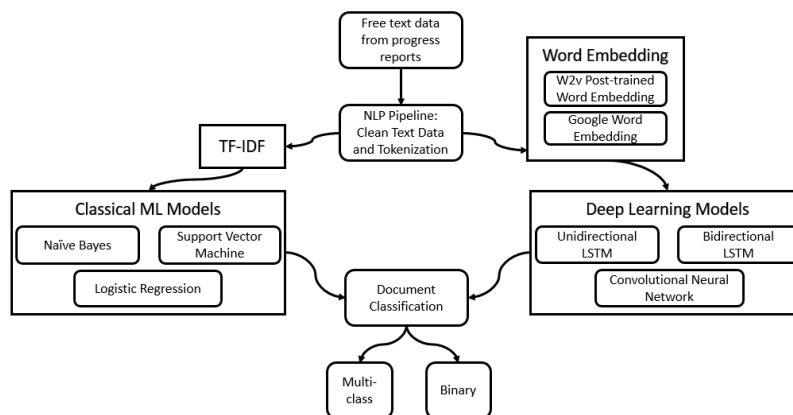 Free text data
from progress
reports
Word Embedding
W2v Post-trained
Word Embedding
Google Word
Embedding
NLP Pipeline:
Clean Text Data
and Tokenization
TF-IDF
Classical ML Models
Naïve Bayes
Support Vector
Machine
Logistic Regression
Deep Learning Models
Unidirectional
LSTM
Bidirectional
LSTM
Convolutional Neural
Network
Document
Classification
Multi-
class
Binary